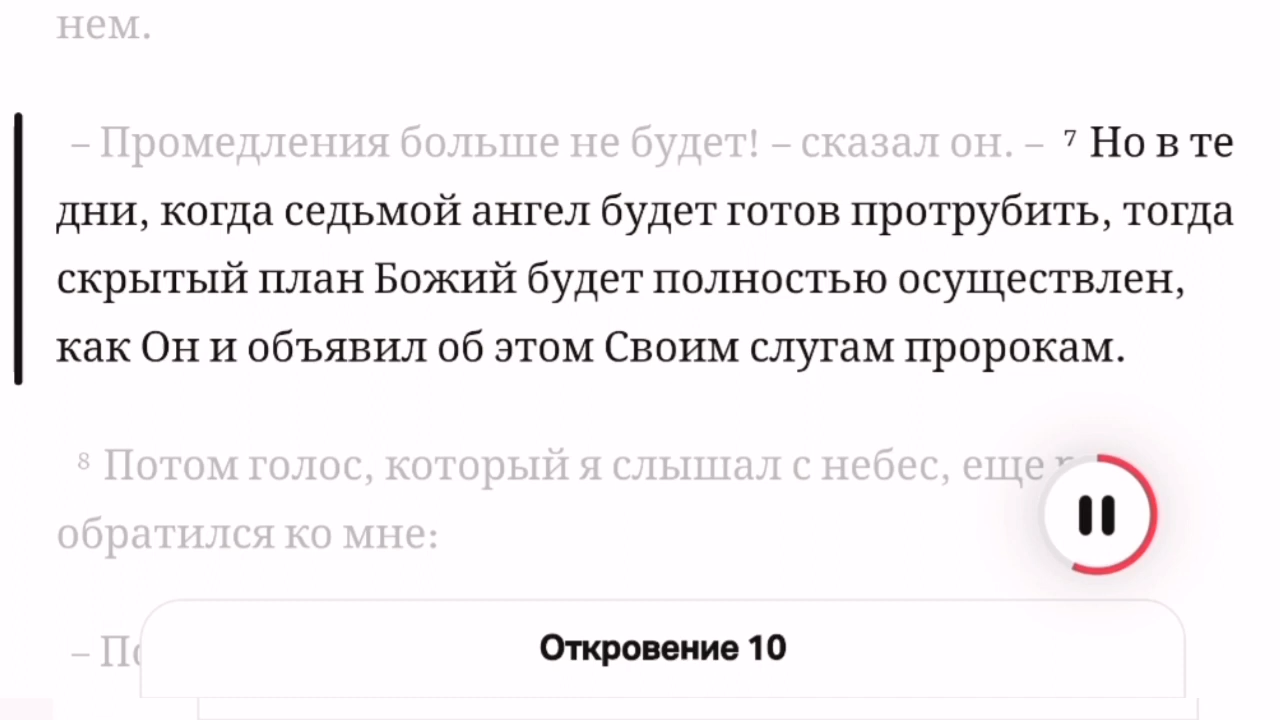 нем.
– Промедления больше не будет! – сказал он. – 7 Но в те
дни, когда седьмой ангел будет готов протрубить, тогда
скрытый план Божий будет полностью осуществлен,
как Он и объявил об этом Своим слугам пророкам.
8 Потом голос, который я слышал с небес, еще
обратился ко мне:
Откровение 10